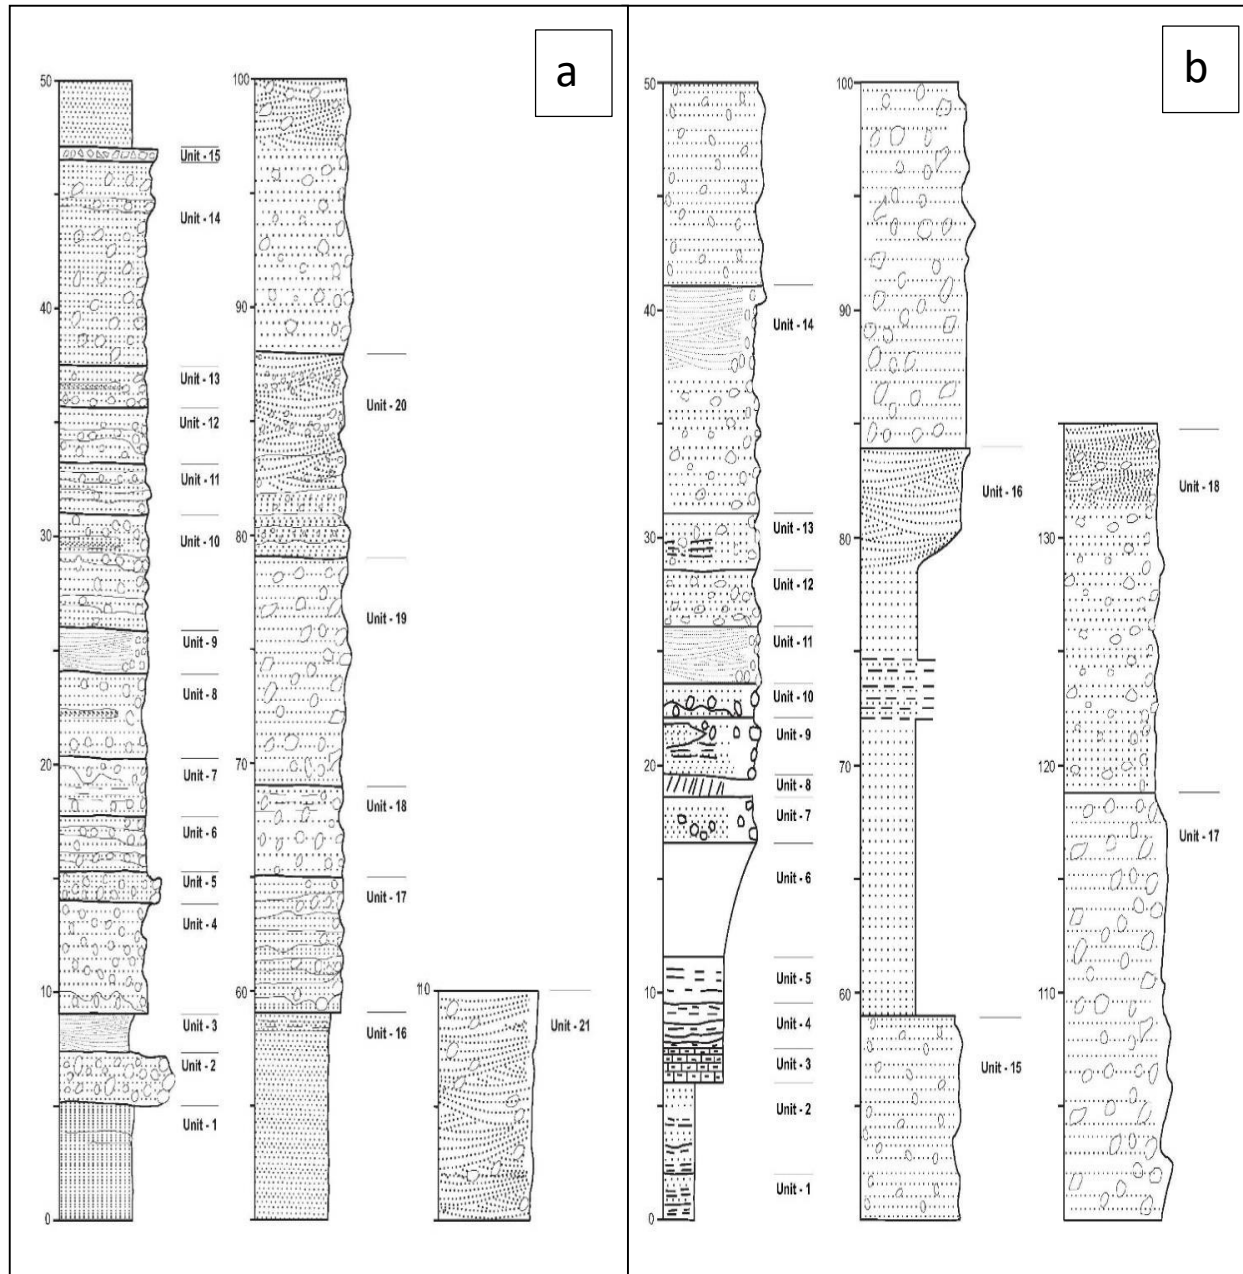 a
50
Unit - 15
Unit - 14
40
Unit - 13
Unit - 12
Unit - 11
30
Unit - 10
Unit - 9
Unit - 8
20
Unit - 7
Unit - 6
Unit - 5
Unit - 4
10
Unit - 3
Unit - 2
Unit - 1
0
100
90
Unit - 20
80
Unit - 19
70
Unit - 18
Unit - 17
60
Unit - 16
110
Unit - 21
b
50
40
Unit - 14
30
Unit - 13
Unit - 12
Unit - 11
Unit - 10
Unit - 9
20
Unit - 8
Unit - 7
Unit - 6
Unit - 5
10
Unit - 4
Unit - 3
Unit - 2
Unit - 1
0
100
90
Unit - 16
80
70
60
Unit - 15
Unit - 18
130
120
Unit - 17
110